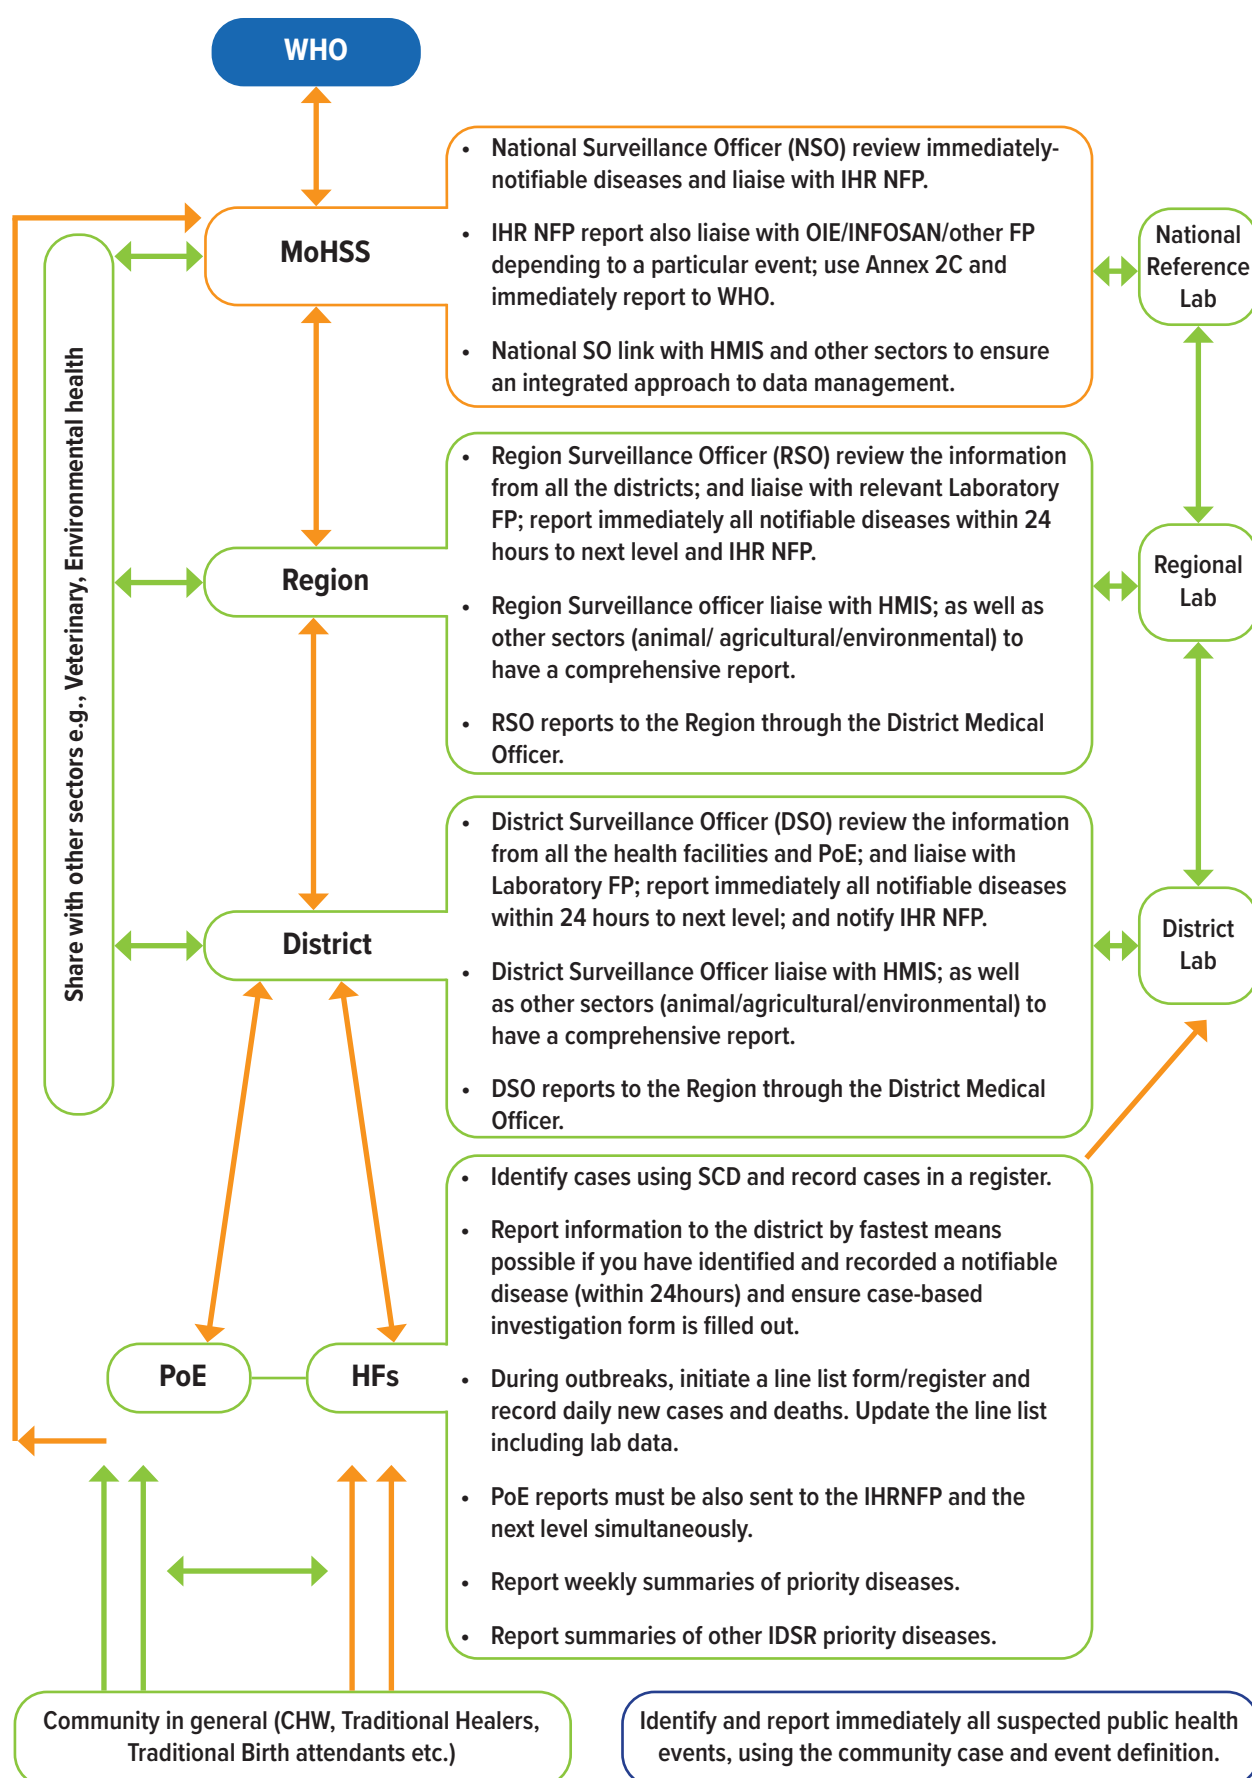 WHO
• National Surveillance Officer (NSO) review immediately-
notifiable diseases and liaise with IHR NFP.
• IHR NFP report also liaise with OIE/INFOSAN/other FP
depending to a particular event; use Annex 2C and
immediately report to WHO.
• National SO link with HMIS and other sectors to ensure
an integrated approach to data management.
MoHSS
National
Reference
Lab
Share with other sectors e.g., Veterinary, Environmental health
• Region Surveillance Officer (RSO) review the information
from all the districts; and liaise with relevant Laboratory
FP; report immediately all notifiable diseases within 24
hours to next level and IHR NFP.
• Region Surveillance officer liaise with HMIS; as well as
other sectors (animal/ agricultural/environmental) to
have a comprehensive report.
• RSO reports to the Region through the District Medical
Officer.
Region
Regional
Lab
• District Surveillance Officer (DSO) review the information
from all the health facilities and PoE; and liaise with
Laboratory FP; report immediately all notifiable diseases
within 24 hours to next level; and notify IHR NFP.
• District Surveillance Officer liaise with HMIS; as well
as other sectors (animal/agricultural/environmental) to
have a comprehensive report.
• DSO reports to the Region through the District Medical
Officer.
District
District
Lab
• Identify cases using SCD and record cases in a register.
• Report information to the district by fastest means
possible if you have identified and recorded a notifiable
disease (within 24hours) and ensure case-based
investigation form is filled out.
• During outbreaks, initiate a line list form/register and
record daily new cases and deaths. Update the line list
including lab data.
• PoE reports must be also sent to the IHRNFP and the
next level simultaneously.
• Report weekly summaries of priority diseases.
• Report summaries of other IDSR priority diseases.
PoE
HFs
Community in general (CHW, Traditional Healers,
Traditional Birth attendants etc.)
Identify and report immediately all suspected public health
events, using the community case and event definition.